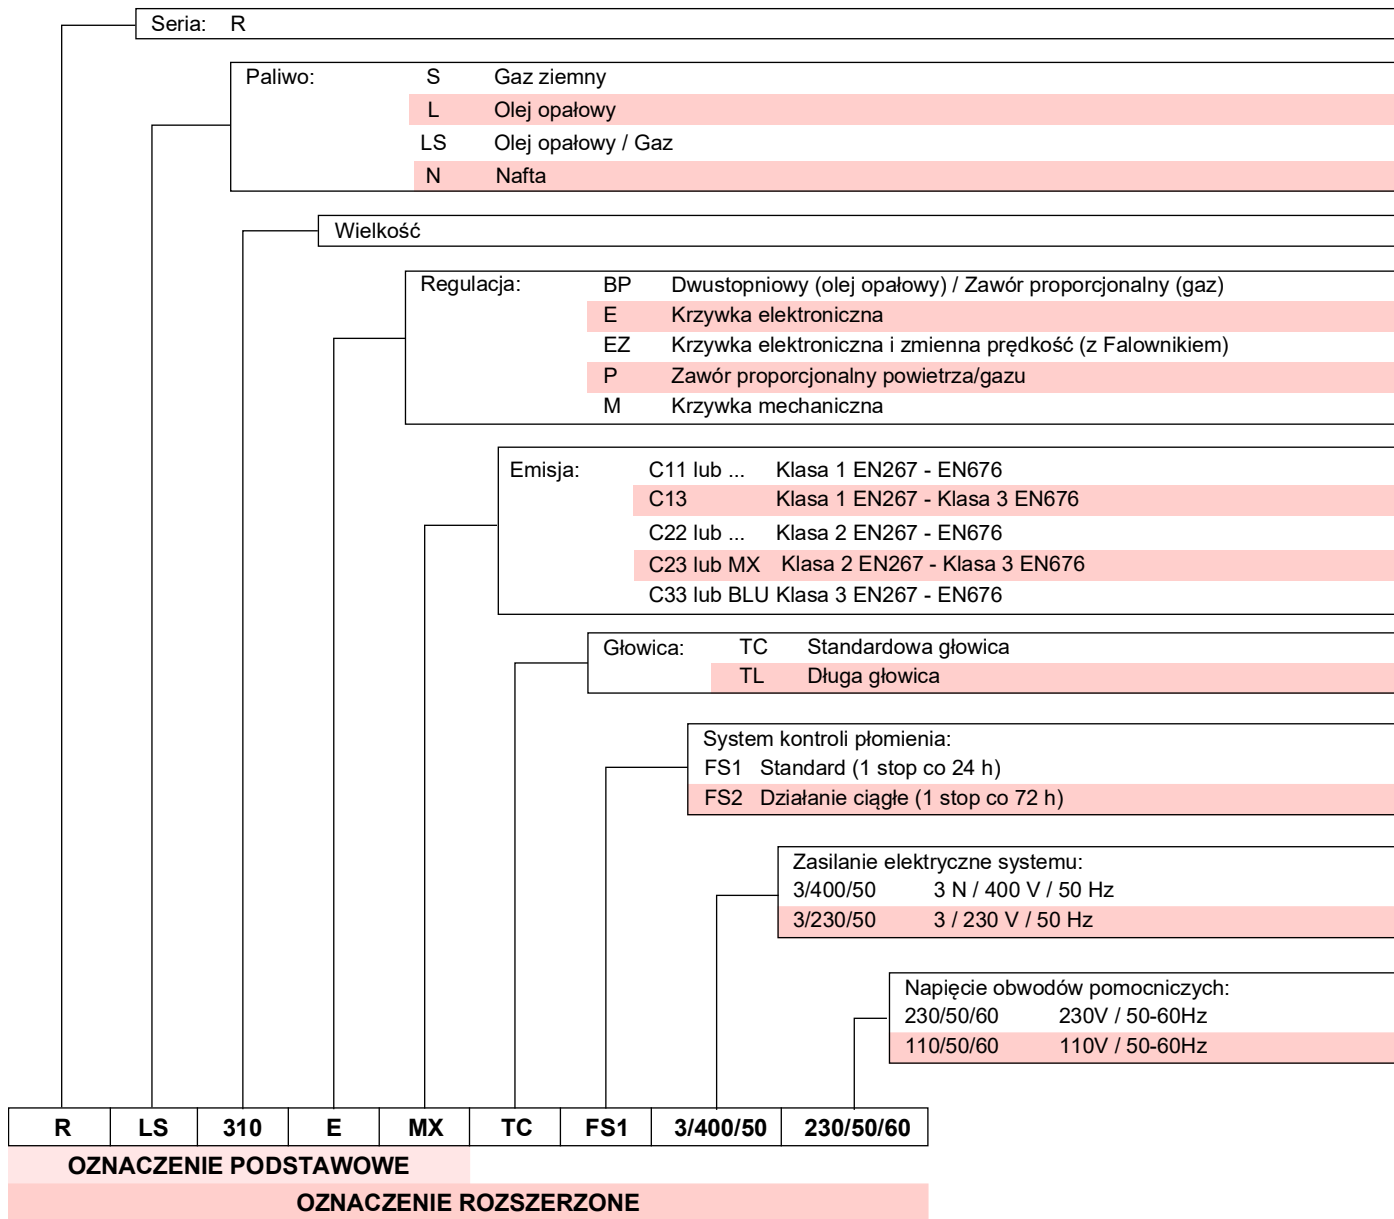 Seria: R
Paliwo: S Gaz ziemny
L Olej opałowy
LS Olej opałowy / Gaz
N Nafta
Wielkość
Regulacja: BP Dwustopniowy (olej opałowy) / Zawór proporcjonalny (gaz)
E Krzywka elektroniczna
EZ Krzywka elektroniczna i zmienna prędkość (z Falownikiem)
P Zawór proporcjonalny powietrza/gazu
M Krzywka mechaniczna
Emisja: C11 lub ... Klasa 1 EN267 - EN676
C13 Klasa 1 EN267 - Klasa 3 EN676
C22 lub ... Klasa 2 EN267 - EN676
C23 lub MX Klasa 2 EN267 - Klasa 3 EN676
C33 lub BLU Klasa 3 EN267 - EN676
Głowica: TC Standardowa głowica
TL Długa głowica
System kontroli płomienia:
FS1 Standard (1 stop co 24 h)
FS2 Działanie ciągłe (1 stop co 72 h)
Zasilanie elektryczne systemu:
3/400/50 3 N / 400 V / 50 Hz
3/230/50 3 / 230 V / 50 Hz
Napięcie obwodów pomocniczych:
230/50/60 230V / 50-60Hz
110/50/60 110V / 50-60Hz
R LS 310 E MX TC FS1 3/400/50 230/50/60
OZNACZENIE PODSTAWOWE
OZNACZENIE ROZSZERZONE